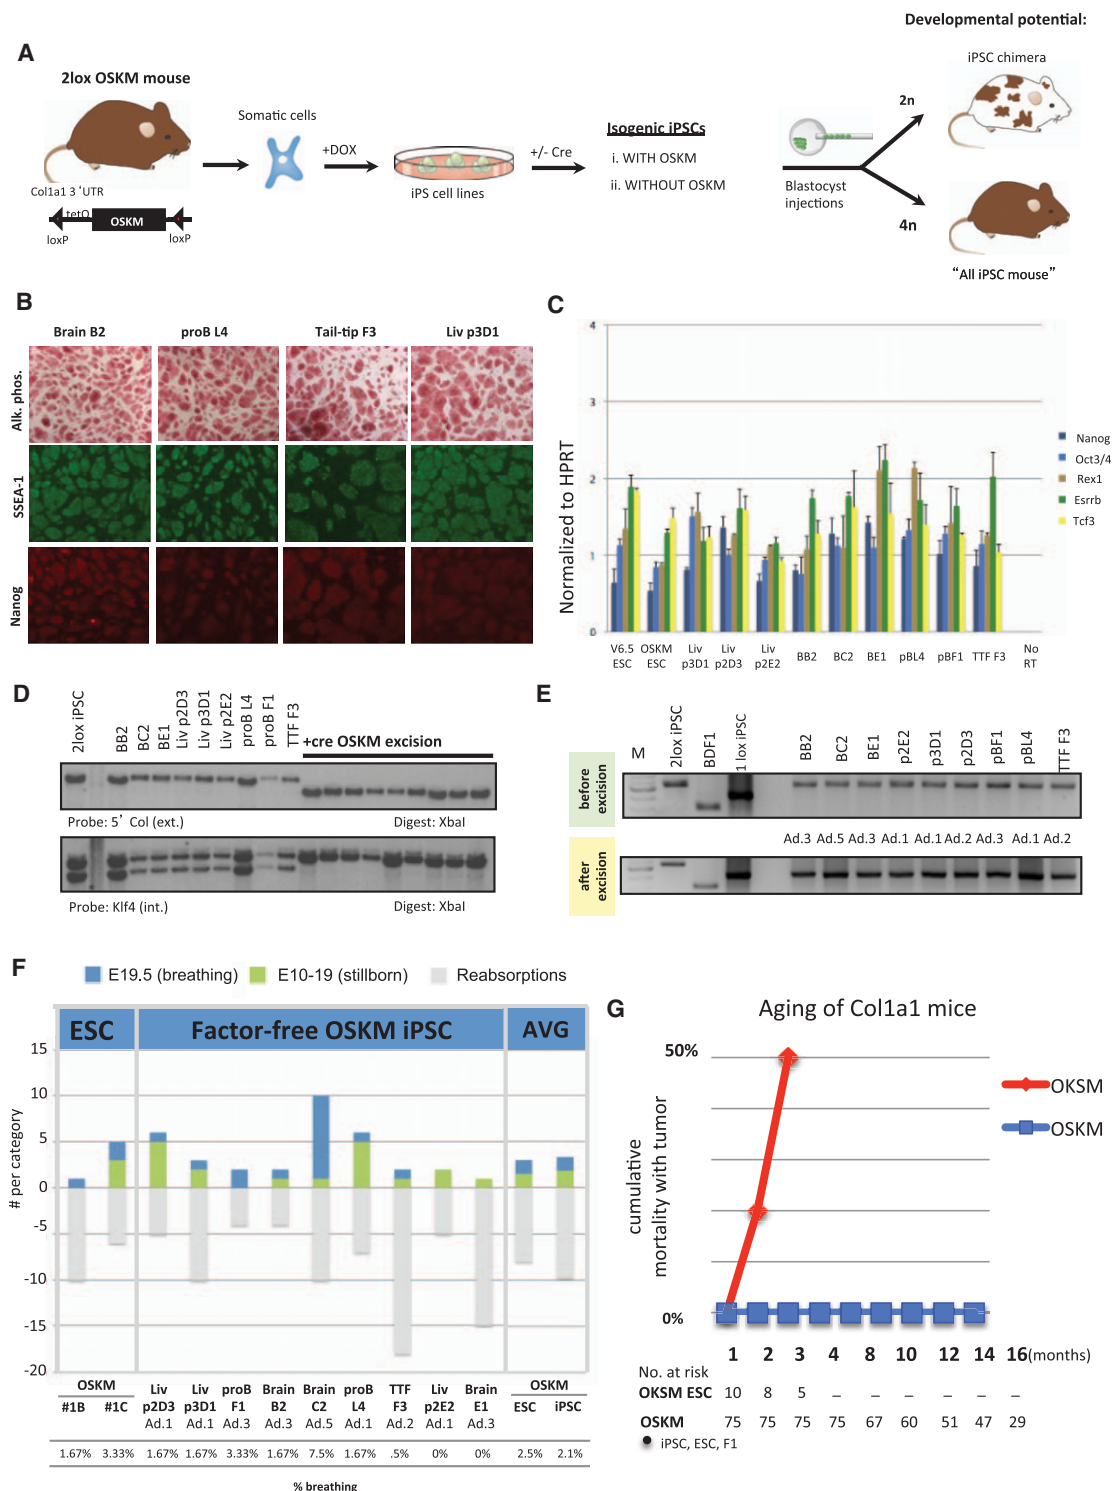 Developmental potential:
A
2lox OSKM mouse
iPSC chimera
Somatic cells
2n
+DOX
+/- Cre
Isogenic iPSCs
i. WITH OSKM
ii. WITHOUT OSKM
iPS cell lines
Blastocyst
injections
Col1a1 3 'UTR
tetO
OSKM
loxP
loxP
4n
“All iPSC mouse”
B
Brain B2
proB L4
Tail-tip F3
Liv p3D1
Alk. phos.
SSEA-1
Nanog
C
Normalized to HPRT
4
3
2
1
0
Nanog
Oct3/4
Rex1
Esrrb
Tcf3
V6.5 ESC
OSKM ESC
Liv p3D1
Liv p2D3
Liv p2E2
BB2
BC2
BE1
pBL4
pBF1
TTF F3
No RT
D
2lox iPSC
BB2
BC2
BE1
Liv p2D3
Liv p3D1
Liv p2E2
proB L4
proB F1
TTF F3
+cre OSKM excision
Probe: 5’ Col (ext.)
Digest: XbaI
Probe: Klf4 (int.)
Digest: XbaI
E
M
2lox iPSC
BDF1
1 lox iPSC
BB2
BC2
BE1
p2E2
p3D1
p2D3
pBF1
pBL4
TTF F3
before excision
Ad.3 Ad.5 Ad.3 Ad.1 Ad.1 Ad.2 Ad.3 Ad.1 Ad.2
after excision
F
E19.5 (breathing)
E10-19 (stillborn)
Reabsorptions
ESC
Factor-free OSKM iPSC
AVG
# per category
15
10
5
0
-5
-10
-15
-20
OSKM
#1B
#1C
Liv p2D3 Ad.1
Liv p3D1 Ad.1
proB F1 Ad.3
Brain B2 Ad.3
Brain C2 Ad.5
proB L4 Ad.1
TTF F3 Ad.2
Liv p2E2 Ad.1
Brain E1 Ad.3
OSKM
ESC
iPSC
1.67% 3.33% 1.67% 1.67% 3.33% 1.67% 7.5% 1.67% .5% 0% 0% 2.5% 2.1%
% breathing
G
Aging of Col1a1 mice
cumulative
mortality with tumor
50%
0%
OKSM
OSKM
1 2 3 4 8 10 12 14 16 (months)
No. at risk
OKSM ESC 10 8 5 – – – – – –
OSKM 75 75 75 75 67 60 51 47 29
iPSC, ESC, F1